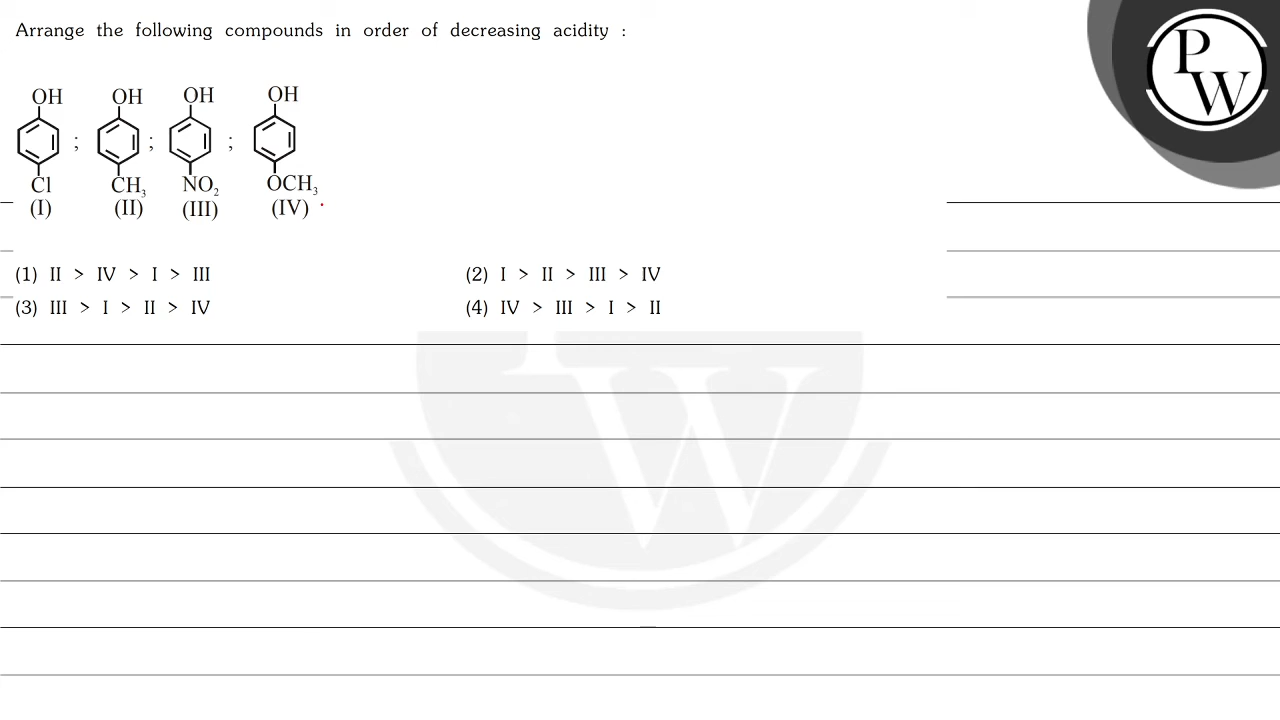 Arrange the following compounds in order of decreasing acidity :
OH OH OH OH
; ; ;
Cl CH₃ NO₂ OCH₃
(I) (II) (III) (IV) .
(1) II > IV > I > III (2) I > II > III > IV
(3) III > I > II > IV (4) IV > III > I > II
P
W
W